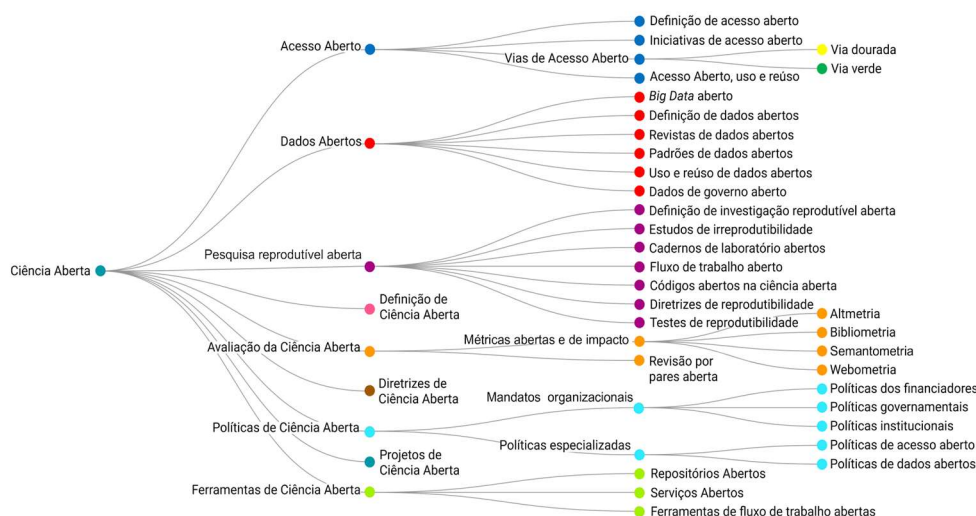 Ciência Aberta
Acesso Aberto
Definição de acesso aberto
Iniciativas de acesso aberto
Vias de Acesso Aberto
Via dourada
Via verde
Acesso Aberto, uso e reúso
Dados Abertos
Big Data aberto
Definição de dados abertos
Revistas de dados abertos
Padrões de dados abertos
Uso e reúso de dados abertos
Dados de governo aberto
Pesquisa reprodutível aberta
Definição de investigação reprodutível aberta
Estudos de irreprodutibilidade
Cadernos de laboratório abertos
Fluxo de trabalho aberto
Códigos abertos na ciência aberta
Diretrizes de reprodutibilidade
Testes de reprodutibilidade
Definição de
Ciência Aberta
Avaliação da Ciência Aberta
Métricas abertas e de impacto
Altmetria
Bibliometria
Semantometria
Webometria
Revisão por
pares aberta
Diretrizes de
Ciência Aberta
Políticas de Ciência Aberta
Mandatos organizacionais
Políticas dos financiadores
Políticas governamentais
Políticas institucionais
Políticas especializadas
Políticas de acesso aberto
Políticas de dados abertos
Projetos de
Ciência Aberta
Ferramentas de Ciência Aberta
Repositórios Abertos
Serviços Abertos
Ferramentas de fluxo de trabalho abertas